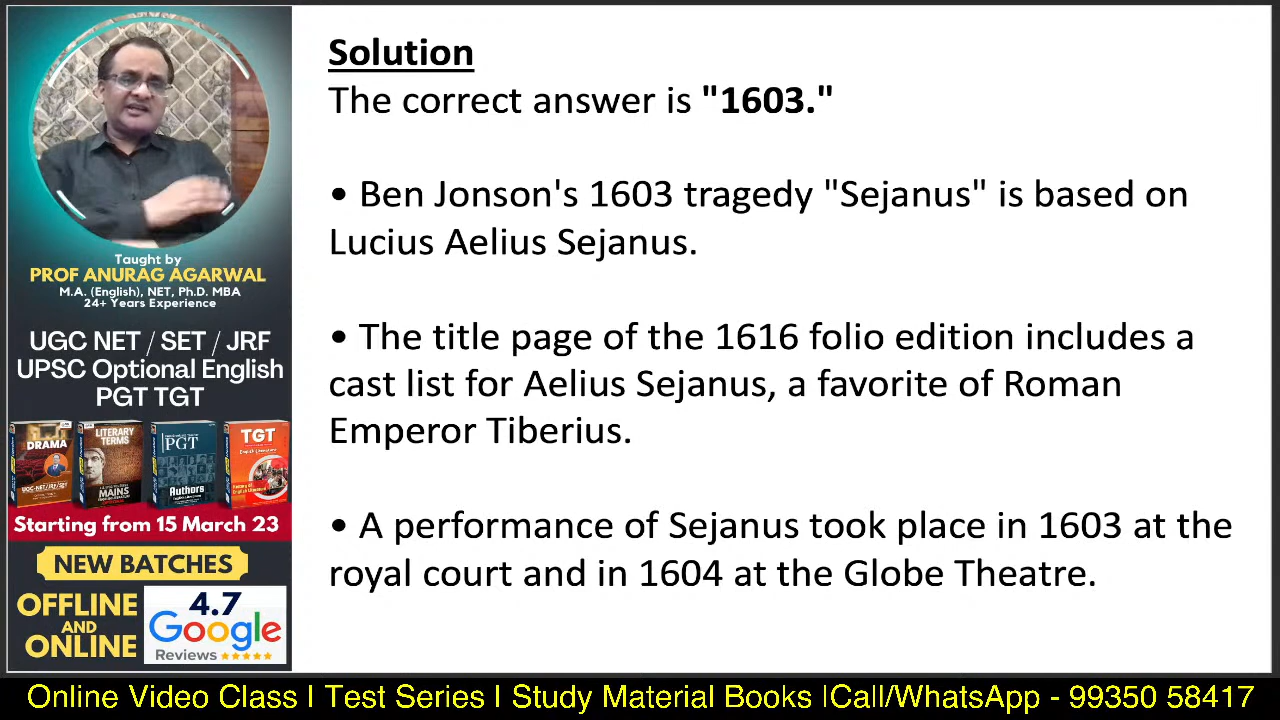 Solution
The correct answer is "1603."
• Ben Jonson's 1603 tragedy "Sejanus" is based on
Lucius Aelius Sejanus.
• The title page of the 1616 folio edition includes a
cast list for Aelius Sejanus, a favorite of Roman
Emperor Tiberius.
• A performance of Sejanus took place in 1603 at the
royal court and in 1604 at the Globe Theatre.
Taught by
PROF ANURAG AGARWAL
M.A. (English), NET, Ph.D. MBA
24+ Years Experience
UGC NET / SET / JRF
UPSC Optional English
PGT TGT
DRAMA
UGC-NET/JRF/SET
LITERARY
TERMS
MAINS
PGT
Authors
TGT
Starting from 15 March 23
NEW BATCHES
OFFLINE
AND
ONLINE
4.7
Google
Reviews
Online Video Class I Test Series I Study Material Books |Call/WhatsApp - 99350 58417